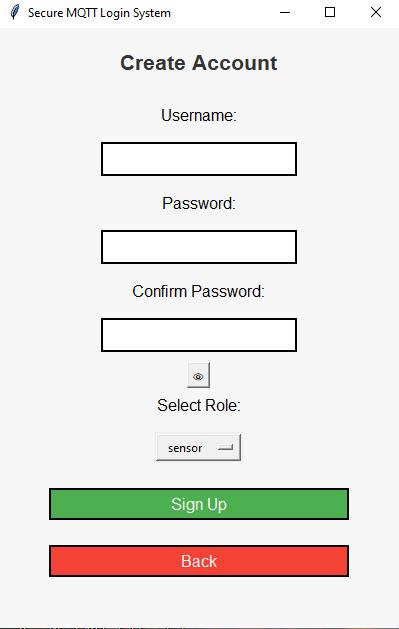 Secure MQTT Login System
Create Account
Username:
Password:
Confirm Password:
Select Role:
sensor
Sign Up
Back